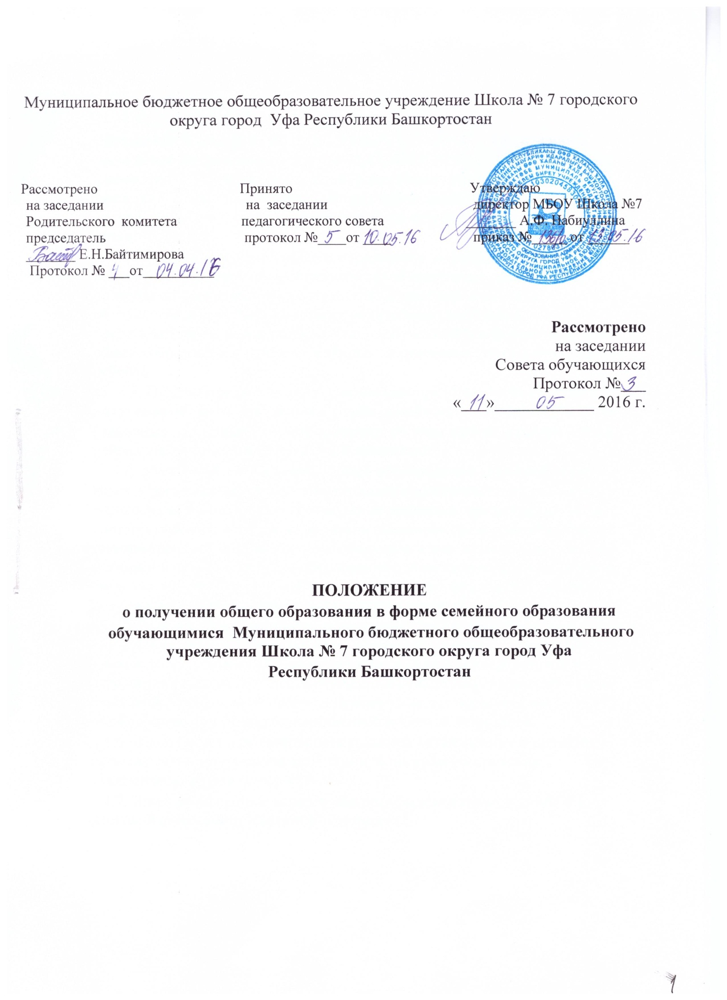 Муниципальное бюджетное общеобразовательное учреждение Школа № 7 городского
округа город Уфа Республики Башкортостан
Рассмотрено
на заседании
Родительского комитета
председатель
Е.Н.Байтимирова
Протокол № 4 от 04.04.16
Принято
на заседании
педагогического совета
протокол № 5 от 10.05.16
Утверждаю
директор МБОУ Школа №7
А.Ф. Набиуллина
приказ № от 13.05.16
Рассмотрено
на заседании
Совета обучающихся
Протокол № 3
« 11 » 05 2016 г.
ПОЛОЖЕНИЕ
о получении общего образования в форме семейного образования
обучающимися Муниципального бюджетного общеобразовательного
учреждения Школа № 7 городского округа город Уфа
Республики Башкортостан
1